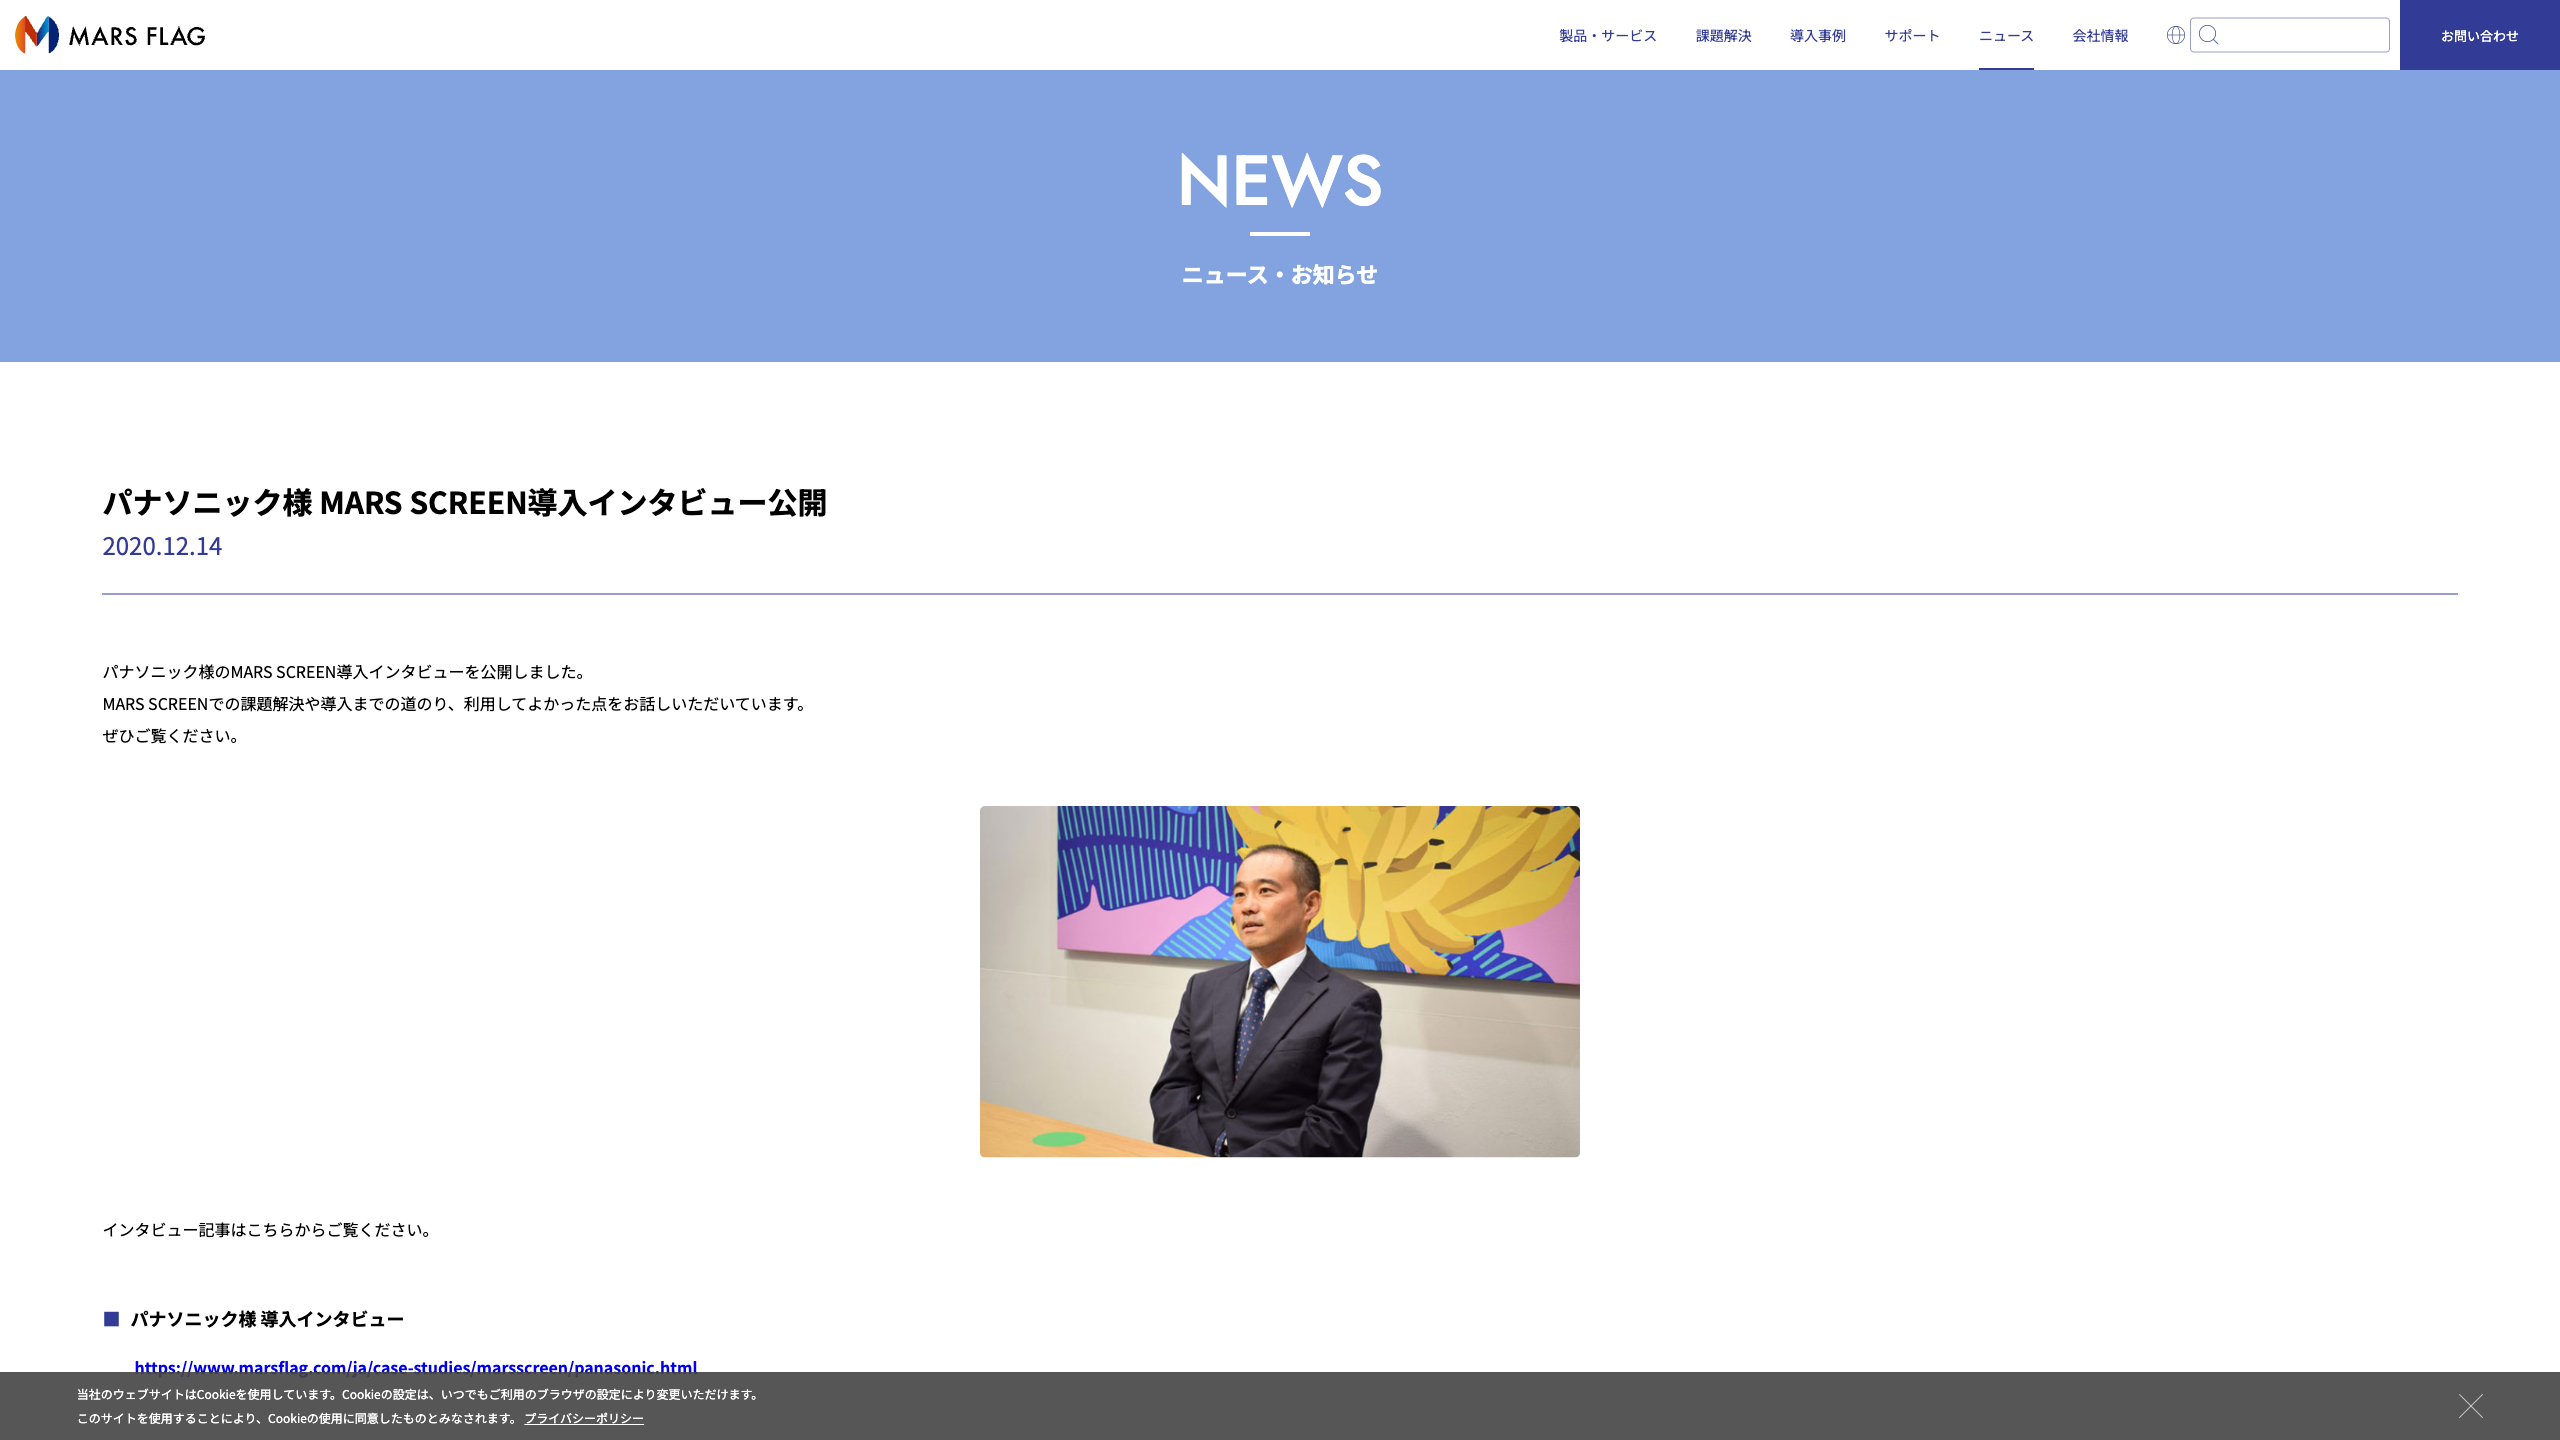 MARS FLAG
製品・サービス
課題解決
導入事例
サポート
ニュース
会社情報
お問い合わせ
NEWS
ニュース・お知らせ
パナソニック様 MARS SCREEN導入インタビュー公開
2020.12.14
パナソニック様のMARS SCREEN導入インタビューを公開しました。
MARS SCREENでの課題解決や導入までの道のり、利用してよかった点をお話しいただいています。
ぜひご覧ください。
インタビュー記事はこちらからご覧ください。
■ パナソニック様 導入インタビュー
https://www.marsflag.com/ja/case-studies/marsscreen/panasonic.html
当社のウェブサイトはCookieを使用しています。Cookieの設定は、いつでもご利用のブラウザの設定により変更いただけます。
このサイトを使用することにより、Cookieの使用に同意したものとみなされます。 プライバシーポリシー